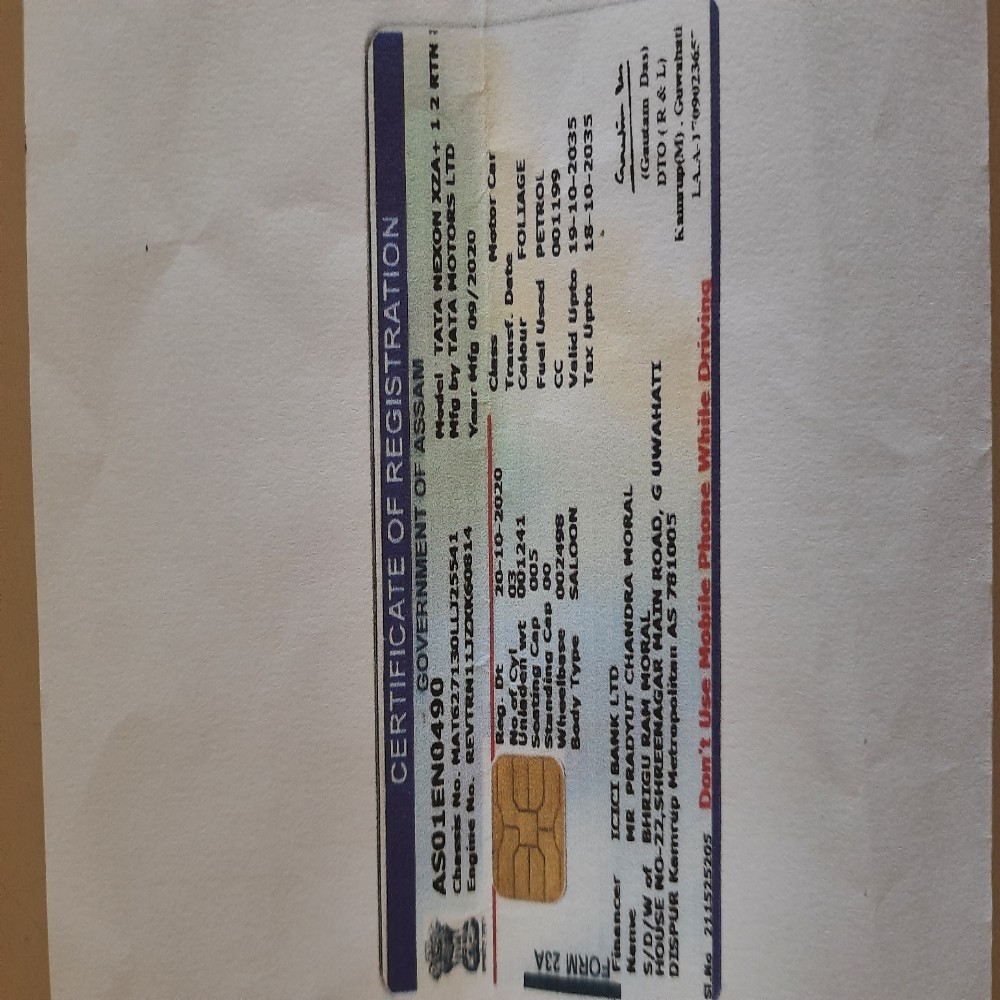 CERTIFICATE OF REGISTRATION
GOVERNMENT OF ASSAM
AS01EN0490
Model TATA NEXON XZA+ 1 2 RTN
Chassis No. MAT627130LLJ25541
Mfg by TATA MOTORS LTD
Engine No. REVTRN11JZXK60814
Year Mfg 09/2020
Reg. Dt 20-10-2020
Class Motor Car
No of Cyl 03
Transf. Date
Unladen wt 001241
Colour FOLIAGE
Seating Cap 005
Fuel Used PETROL
Standing Cap 00
CC 001199
Wheelbase 002498
Valid Upto 19-10-2035
Body Type SALOON
Tax Upto 18-10-2035
FORM 23A
Financer ICICI BANK LTD
Name MR PRADYUT CHANDRA MORAL
S/D/W of BHRIGU RAM MORAL
HOUSE NO-22,SHREENAGAR MAIN ROAD, G UWAHATI
DISPUR Kamrup Metropolitan AS 781005
(Gautam Das)
DTO ( R & L)
Kamrup(M) . Guwahati
Sl.No 211525205
Don't Use Mobile Phone While Driving